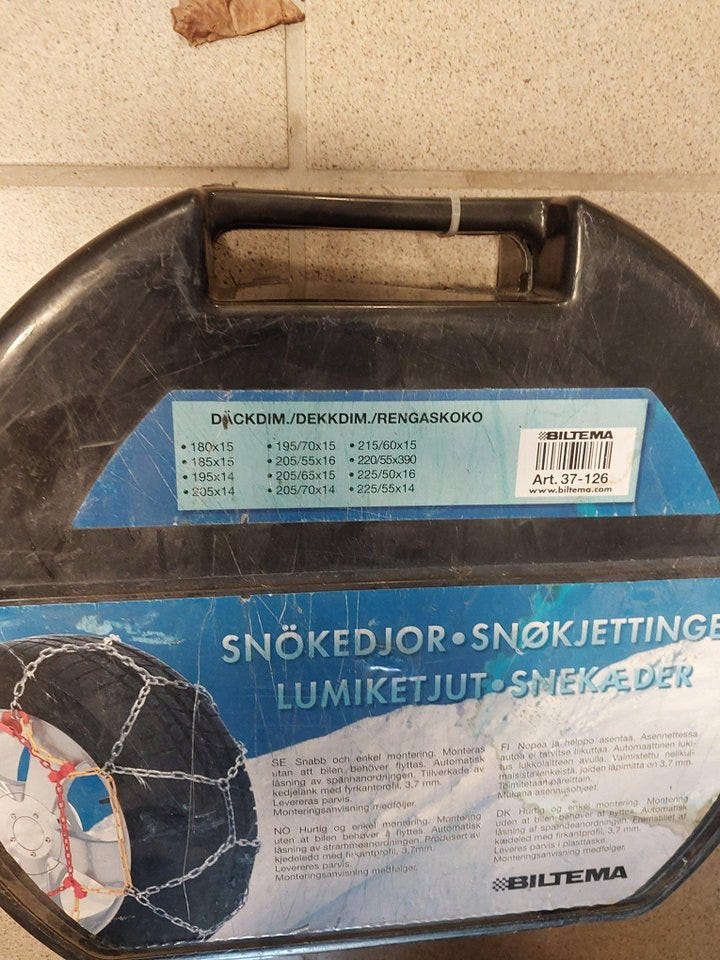 DÄCKDIM./DEKKDIM./RENGASKOKO
• 180x15 • 195/70x15 • 215/60x15
• 185x15 • 205/55x16 • 220/55x390
• 195x14 • 205/65x15 • 225/50x16
• 205x14 • 205/70x14 • 225/55x14
BILTEMA
Art. 37-126
www.biltema.com
SNÖKEDJOR • SNØKJETTINGE
LUMIKETJUT • SNEKÆDER
SE Snabb och enkel montering. Monteras
utan att bilen behöver flyttas. Automatisk
låsning av spännanordningen. Tillverkade av
kedjelänk med fyrkantprofil, 3,7 mm.
Levereras parvis.
Monteringsanvisning medföljer.
NO Hurtig og enkel montering. Montering
uten at bilen behøver å flyttes. Automatisk
låsning av strammeanordningen. Produsert av
kjedeledd med firkantprofil, 3,7mm.
Leveres parvis.
Monteringsanvisning medfølger.
FI Nopea ja helppo asentaa. Asennettessa
autoa ei tarvitse liikuttaa. Automaattinen luki-
tus lukkolaitteen avulla. Valmistettu nelikul-
maisista renkeistä, joiden läpimitta on 3,7 mm.
Toimitetaan pareittain.
Mukana asennusohjeet.
DK Hurtig og enkel montering. Montering
uden at bilen behøver å flyttes. Automatisk
låsning af spændeanordningen. Fremstillet af
kædeled med firkantprofil, 3,7 mm.
Leveres parvis i plasttaske.
Monteringsanvisning medfølger.
BILTEMA